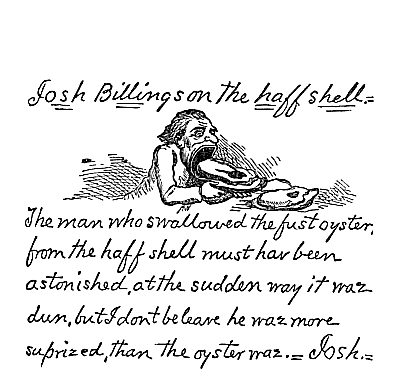 Josh Billings on the haff shell.=
The man who swallowed the fust oyster,
from the haff shell must hav been
astonished, at the sudden way it waz
dun, but I dont beleave he waz more
suprized, than the oyster waz.= Josh.=